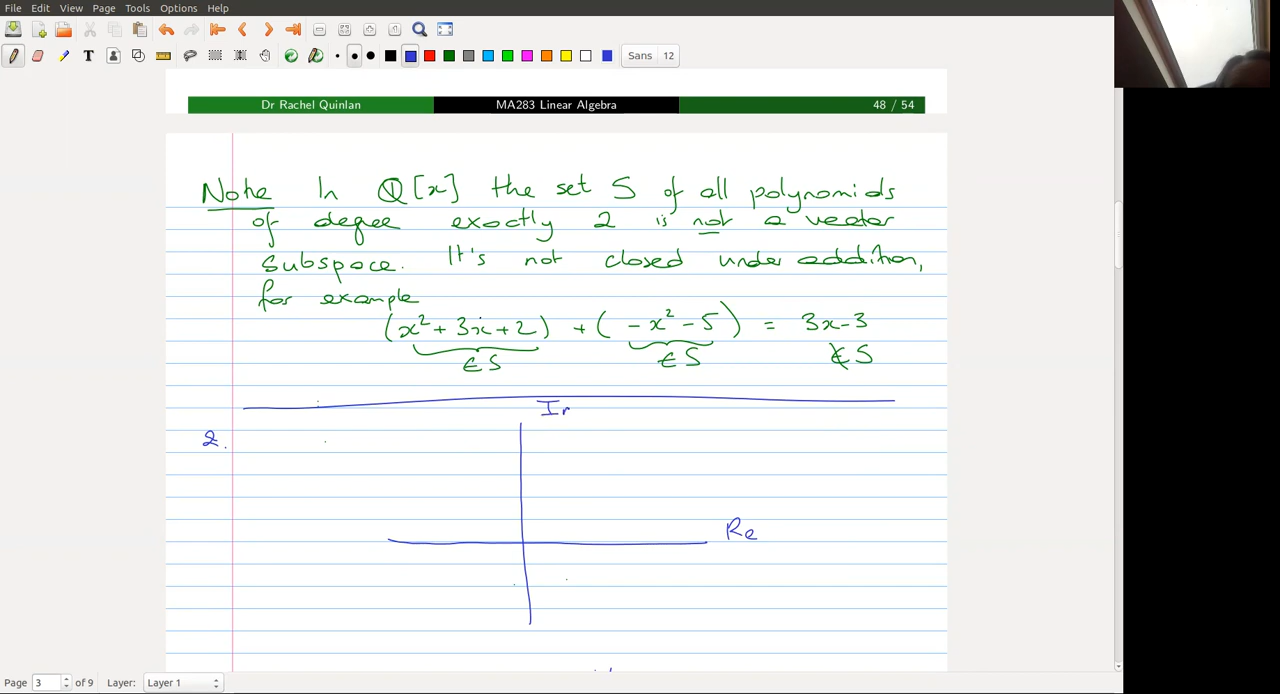 File Edit View Page Tools Options Help
Sans 12
Dr Rachel Quinlan MA283 Linear Algebra 48 / 54
Note In ℚ[x] the set S of all polynomials
of degree exactly 2 is not a vector
subspace. It's not closed under addition,
for example
(x² + 3x + 2) + (-x² - 5) = 3x - 3
∈ S ∈ S ∉ S
2.
Re
Page 3 of 9 Layer: Layer 1